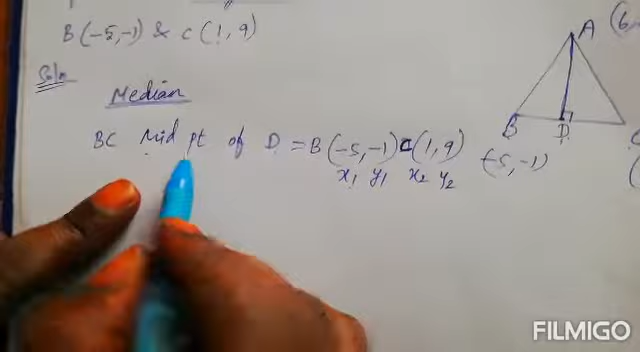 B(-5,-1) & C(1,9)
Soln
Median
BC Mid pt of D = B(-5,-1) C(1,9)
x1 y1 x2 y2
A (6,
B D C
(-5,-1)
(
FILMIGO